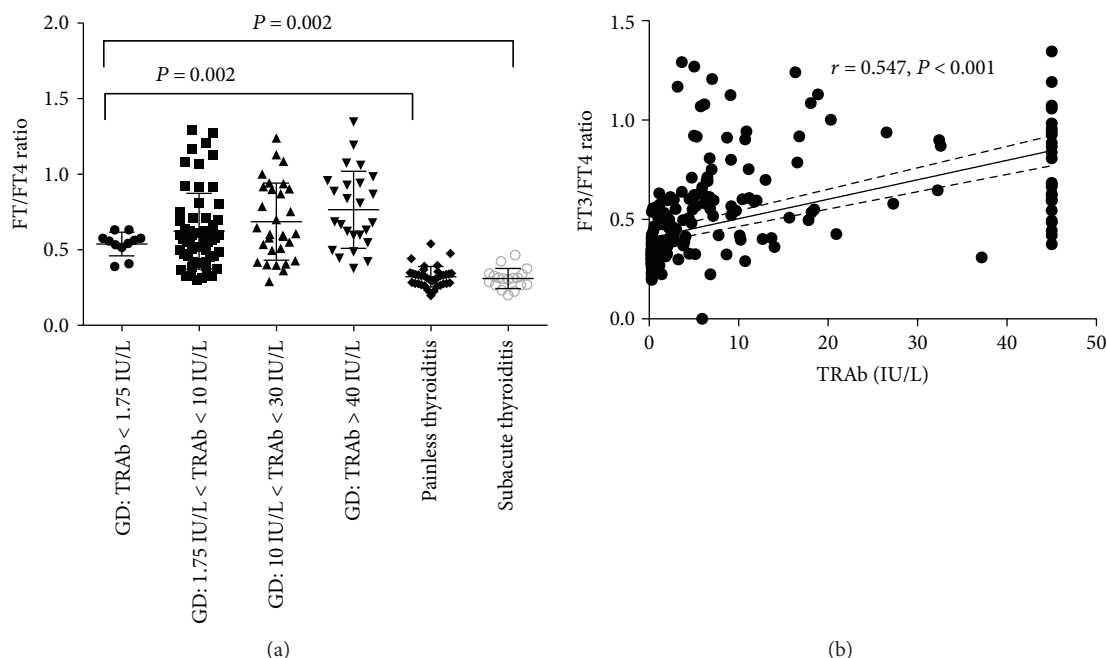 2.0
1.5
1.0
0.5
0.0
FT/FT4 ratio
P = 0.002
P = 0.002
GD: TRAb < 1.75 IU/L
GD: 1.75 IU/L < TRAb < 10 IU/L
GD: 10 IU/L < TRAb < 30 IU/L
GD: TRAb > 40 IU/L
Painless thyroiditis
Subacute thyroiditis
(a)
1.5
1.0
0.5
0.0
FT3/FT4 ratio
r = 0.547, P < 0.001
0 10 20 30 40 50
TRAb (IU/L)
(b)